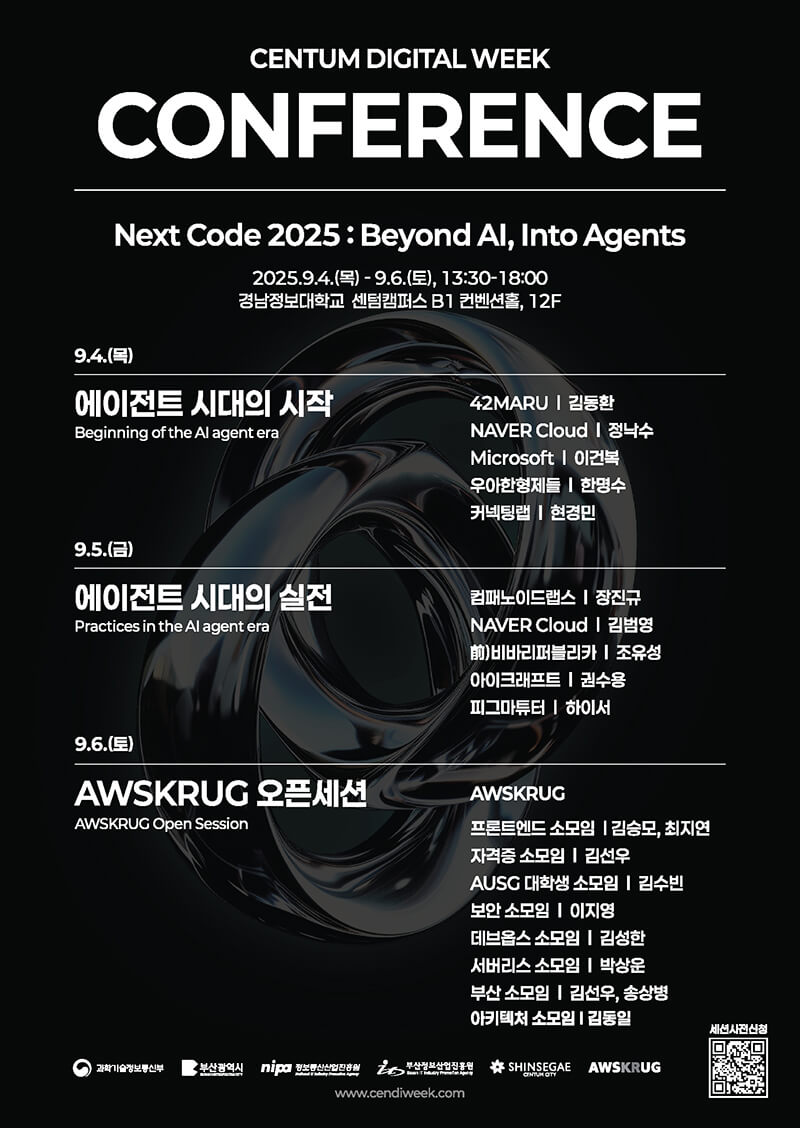 CENTUM DIGITAL WEEK
CONFERENCE
Next Code 2025 : Beyond AI, Into Agents
2025.9.4.(목) - 9.6.(토), 13:30-18:00
경남정보대학교 센텀캠퍼스 B1 컨벤션홀, 12F
9.4.(목)
에이전트 시대의 시작
Beginning of the AI agent era
42MARU | 김동환
NAVER Cloud | 정낙수
Microsoft | 이건복
우아한형제들 | 한명수
커넥팅랩 | 현경민
9.5.(금)
에이전트 시대의 실전
Practices in the AI agent era
컴패노이드랩스 | 장진규
NAVER Cloud | 김범영
前)비바리퍼블리카 | 조유성
아이크래프트 | 권수용
피그마튜터 | 하이서
9.6.(토)
AWSKRUG 오픈세션
AWSKRUG Open Session
AWSKRUG
프론트엔드 소모임 | 김승모, 최지연
자격증 소모임 | 김선우
AUSG 대학생 소모임 | 김수빈
보안 소모임 | 이지영
데브옵스 소모임 | 김성한
서버리스 소모임 | 박상운
부산 소모임 | 김선우, 송상병
아키텍처 소모임 | 김동일
세션사전신청
과학기술정보통신부
부산광역시
nipa 정보통신산업진흥원
National IT Industry Promotion Agency
부산정보산업진흥원
Busan IT Industry Promotion Agency
SHINSEGAE
CENTUM CITY
AWSKRUG
www.cendiweek.com